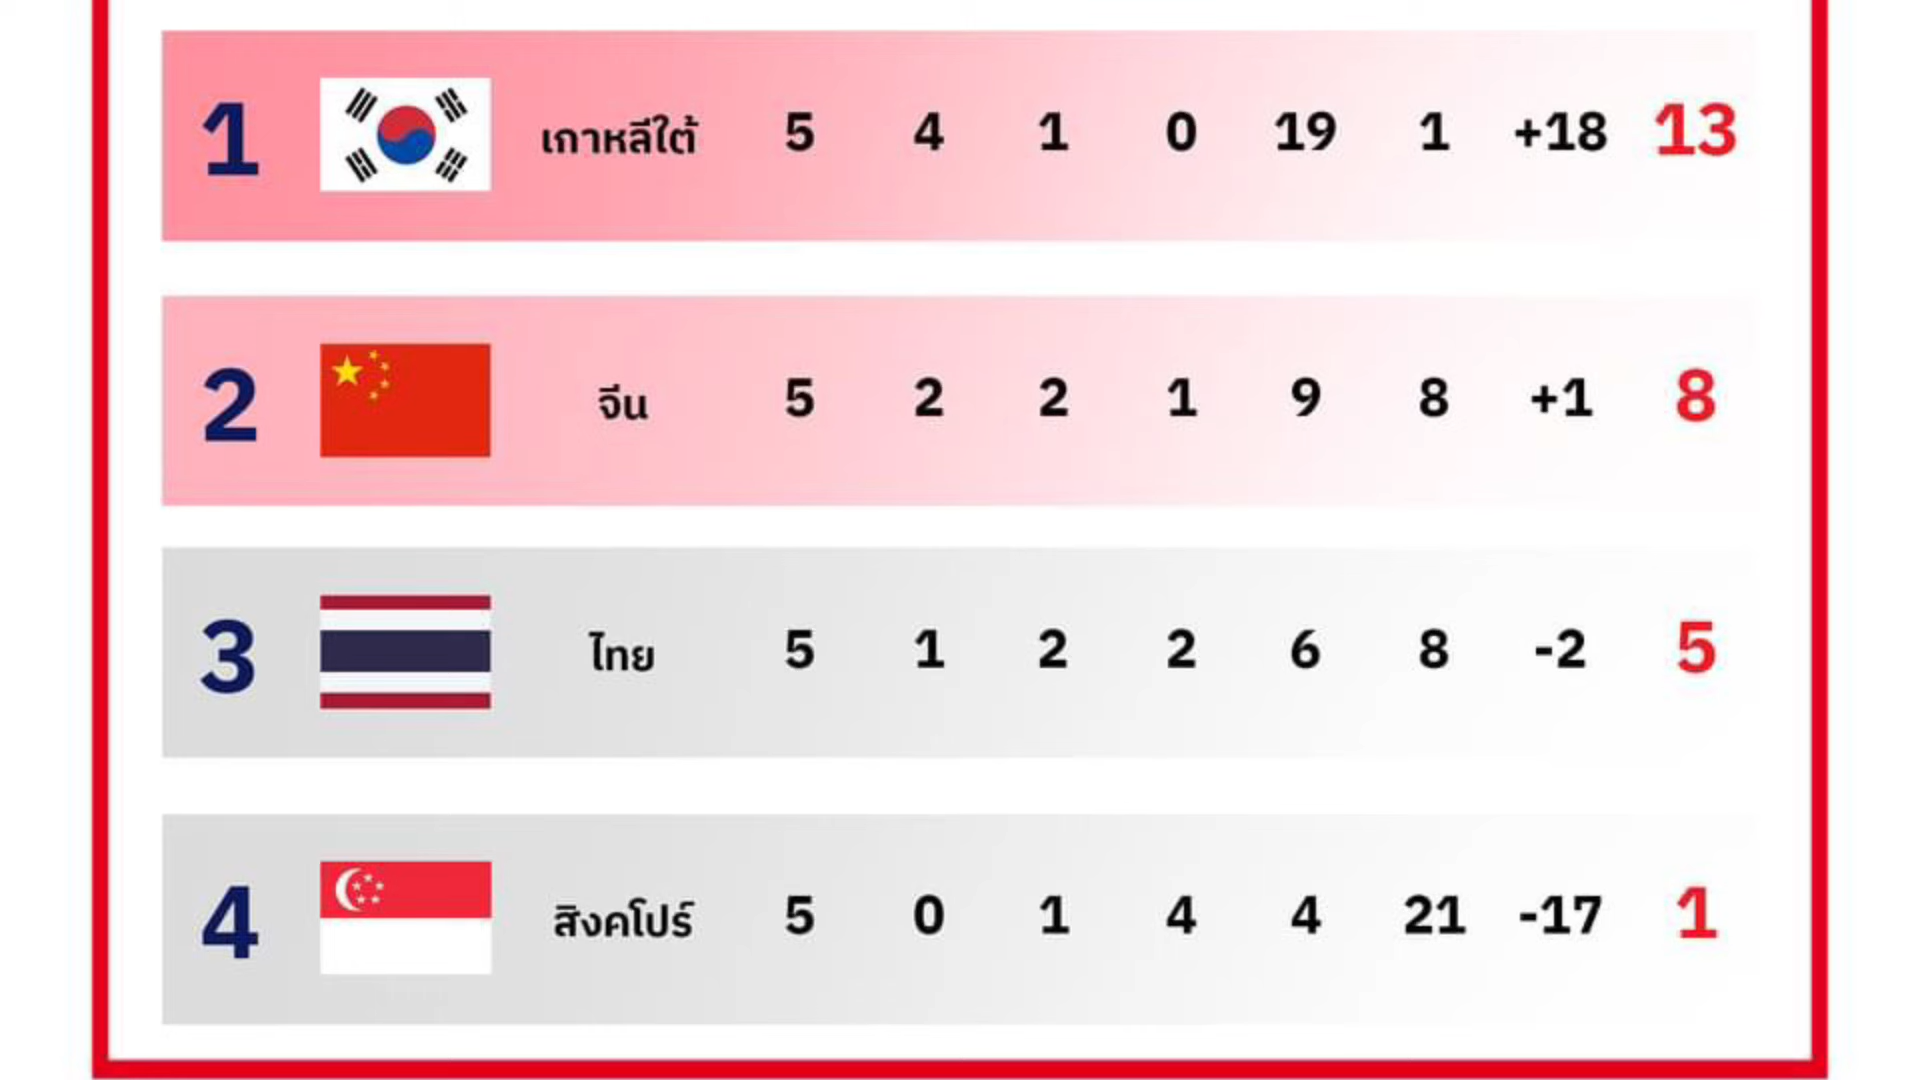 1 เกาหลีใต้ 5 4 1 0 19 1 +18 13
2 จีน 5 2 2 1 9 8 +1 8
3 ไทย 5 1 2 2 6 8 -2 5
4 สิงคโปร์ 5 0 1 4 4 21 -17 1